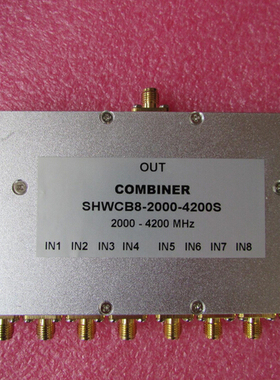 OUT
COMBINER
SHWCB8-2000-4200S
2000 - 4200 MHz
IN1 IN2 IN3 IN4 IN5 IN6 IN7 IN8